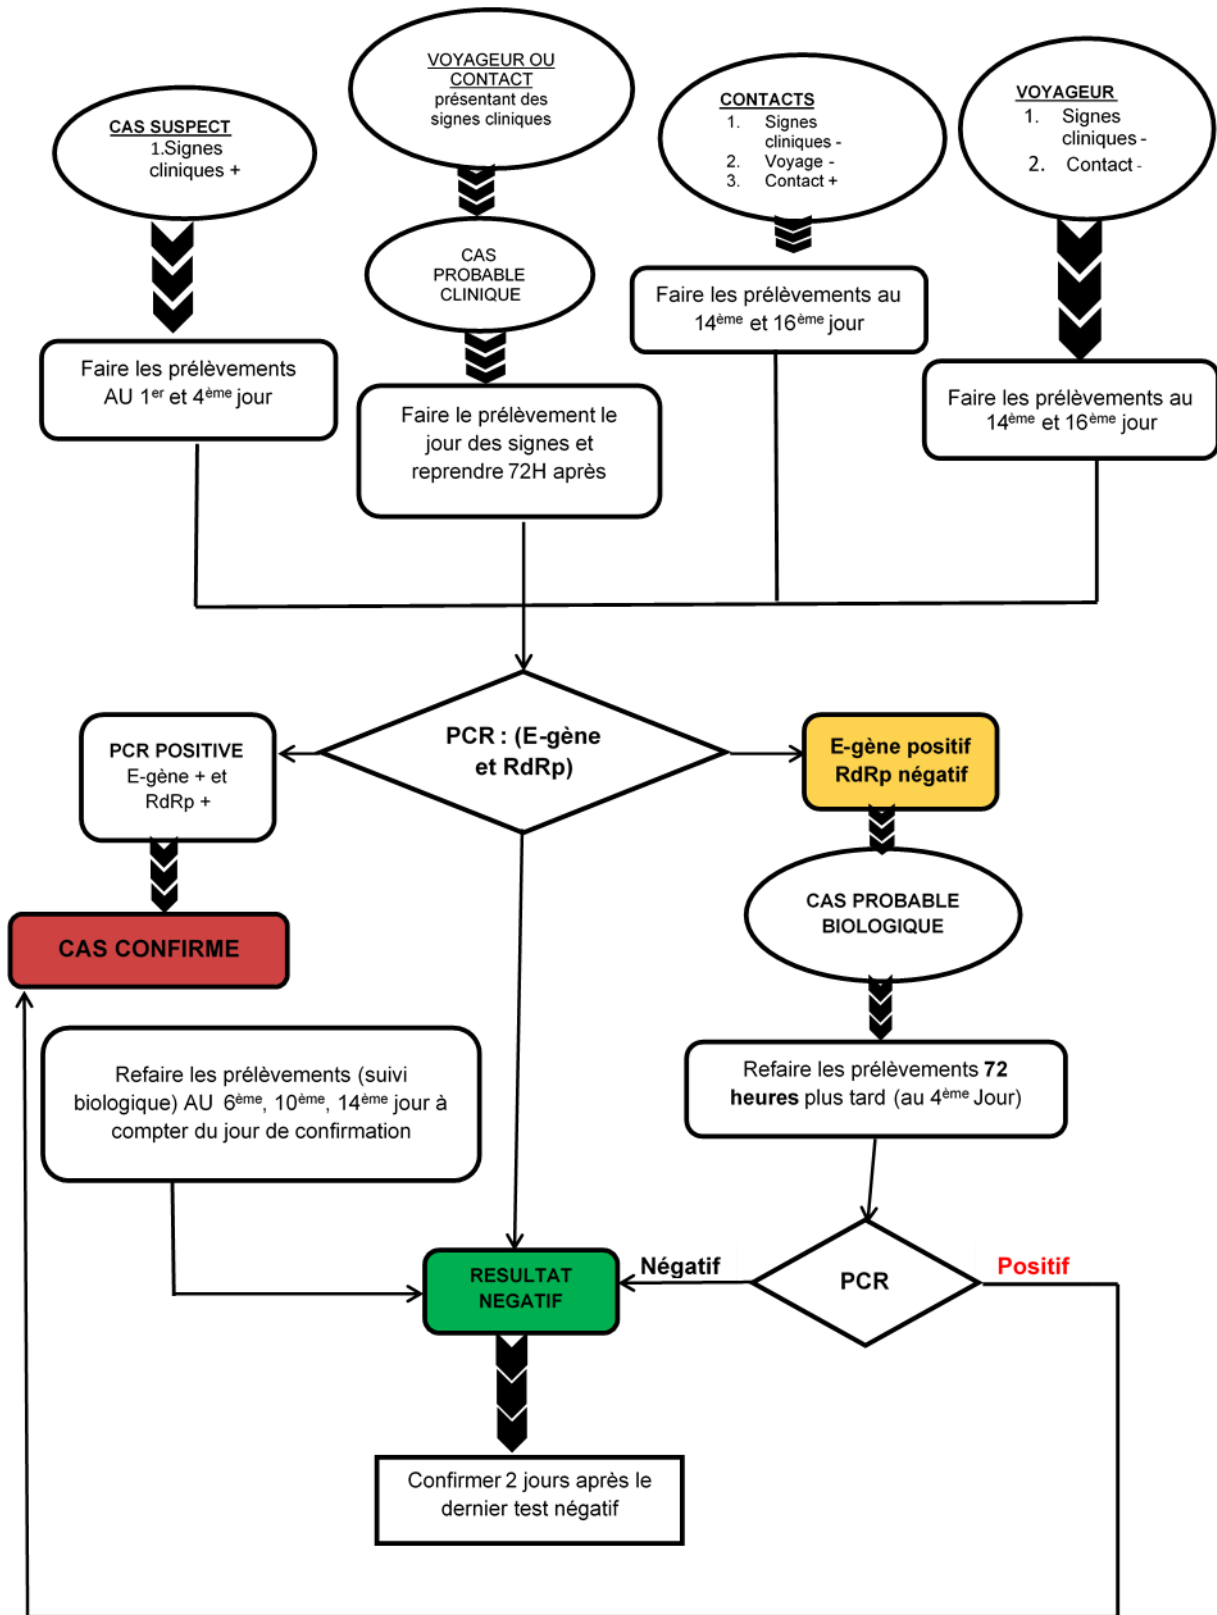 CAS SUSPECT
1.Signes
cliniques +
VOYAGEUR OU
CONTACT
présentant des
signes cliniques
CONTACTS
1. Signes
cliniques -
2. Voyage -
3. Contact +
VOYAGEUR
1. Signes
cliniques -
2. Contact -
CAS
PROBABLE
CLINIQUE
Faire les prélèvements
AU 1er et 4ème jour
Faire le prélèvement le
jour des signes et
reprendre 72H après
Faire les prélèvements au
14ème et 16ème jour
Faire les prélèvements au
14ème et 16ème jour
PCR : (E-gène
et RdRp)
PCR POSITIVE
E-gène + et
RdRp +
E-gène positif
RdRp négatif
CAS CONFIRME
CAS PROBABLE
BIOLOGIQUE
Refaire les prélèvements (suivi
biologique) AU 6ème, 10ème, 14ème jour à
compter du jour de confirmation
Refaire les prélèvements 72
heures plus tard (au 4ème Jour)
RESULTAT
NEGATIF
Négatif
PCR
Positif
Confirmer 2 jours après le
dernier test négatif